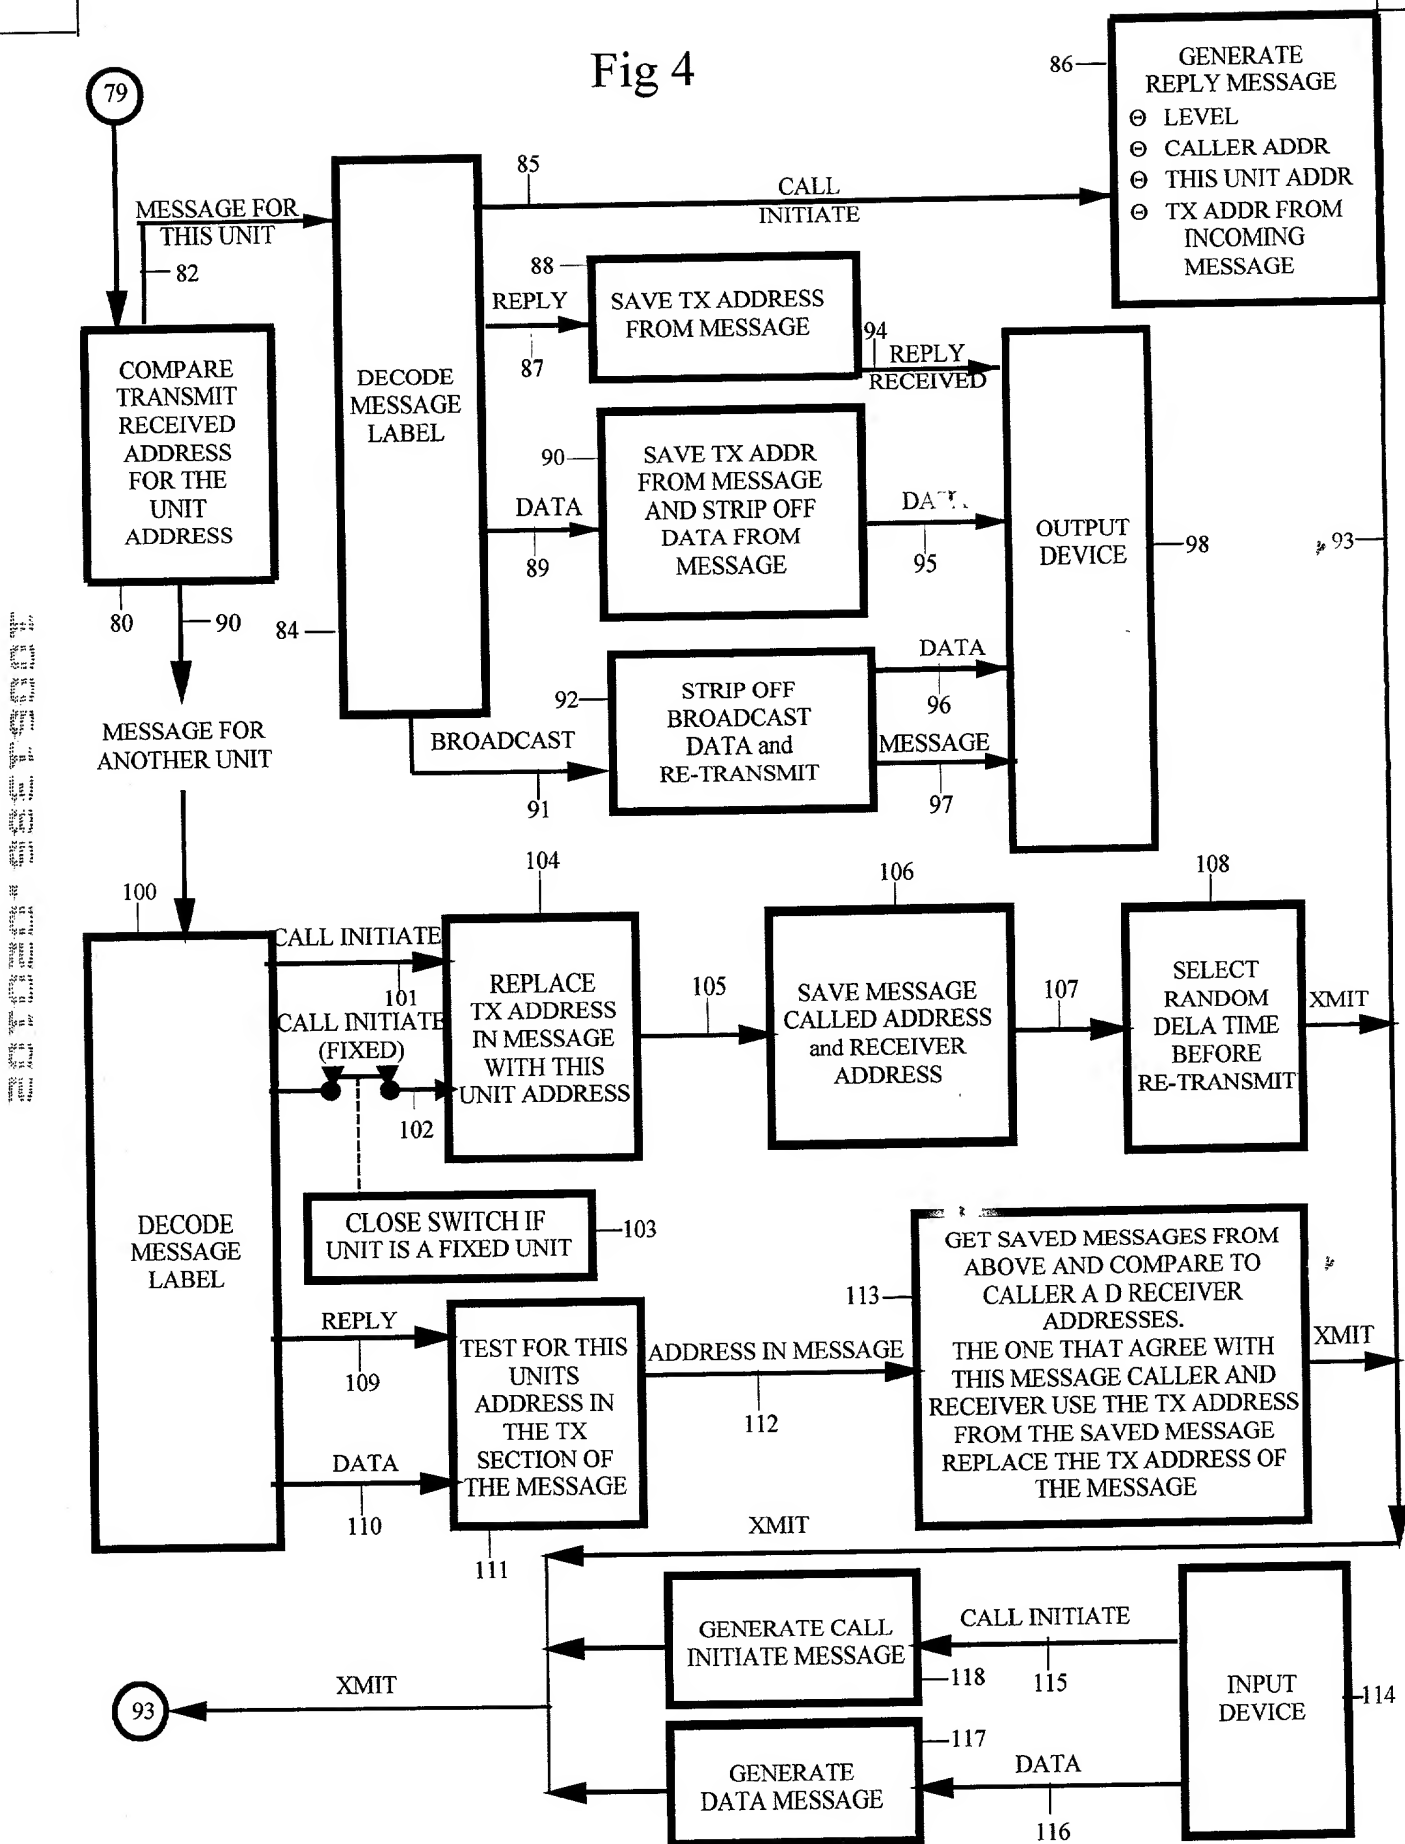 Fig 4
79
86
GENERATE
REPLY MESSAGE
Θ LEVEL
Θ CALLER ADDR
Θ THIS UNIT ADDR
Θ TX ADDR FROM
INCOMING
MESSAGE
85
CALL
INITIATE
MESSAGE FOR
THIS UNIT
82
COMPARE
TRANSMIT
RECEIVED
ADDRESS
FOR THE
UNIT
ADDRESS
80
90
MESSAGE FOR
ANOTHER UNIT
DECODE
MESSAGE
LABEL
84
88
REPLY
87
SAVE TX ADDRESS
FROM MESSAGE
94
REPLY
RECEIVED
90
DATA
89
SAVE TX ADDR
FROM MESSAGE
AND STRIP OFF
DATA FROM
MESSAGE
95
OUTPUT
DEVICE
98
93
92
BROADCAST
91
STRIP OFF
BROADCAST
DATA and
RE-TRANSMIT
DATA
96
MESSAGE
97
100
DECODE
MESSAGE
LABEL
CALL INITIATE
101
CALL INITIATE
(FIXED)
102
104
REPLACE
TX ADDRESS
IN MESSAGE
WITH THIS
UNIT ADDRESS
105
106
SAVE MESSAGE
CALLED ADDRESS
and RECEIVER
ADDRESS
107
108
SELECT
RANDOM
DELA TIME
BEFORE
RE-TRANSMIT
XMIT
CLOSE SWITCH IF
UNIT IS A FIXED UNIT
103
REPLY
109
DATA
110
TEST FOR THIS
UNITS
ADDRESS IN
THE TX
SECTION OF
THE MESSAGE
111
ADDRESS IN MESSAGE
112
113
GET SAVED MESSAGES FROM
ABOVE AND COMPARE TO
CALLER A D RECEIVER
ADDRESSES.
THE ONE THAT AGREE WITH
THIS MESSAGE CALLER AND
RECEIVER USE THE TX ADDRESS
FROM THE SAVED MESSAGE
REPLACE THE TX ADDRESS OF
THE MESSAGE
XMIT
XMIT
GENERATE CALL
INITIATE MESSAGE
118
CALL INITIATE
115
INPUT
DEVICE
114
XMIT
93
GENERATE
DATA MESSAGE
117
DATA
116